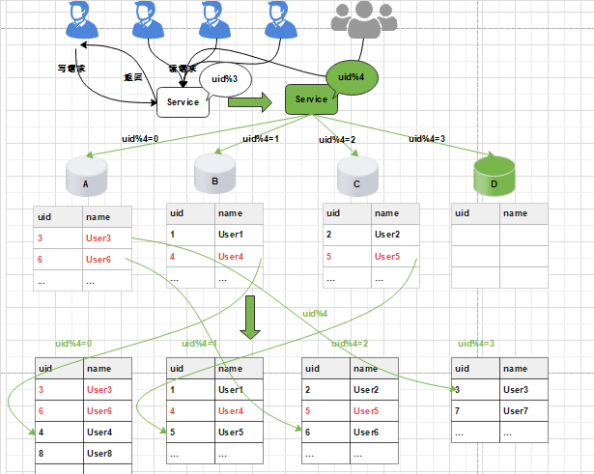 写请求
返回
读请求
uid%3
uid%4
Service
Service
uid%4=0
uid%4=1
uid%4=2
uid%4=3
A
B
C
D
uid name
3 User3
6 User6
... ...
uid name
1 User1
4 User4
... ...
uid name
2 User2
5 User5
... ...
uid name
uid%4
uid%4=0
uid%4=1
uid%4=2
uid%4=3
uid name
3 User3
6 User6
4 User4
8 User8
uid name
1 User1
4 User4
5 User5
... ...
uid name
2 User2
5 User5
6 User6
... ...
uid name
3 User3
7 User7
... ...